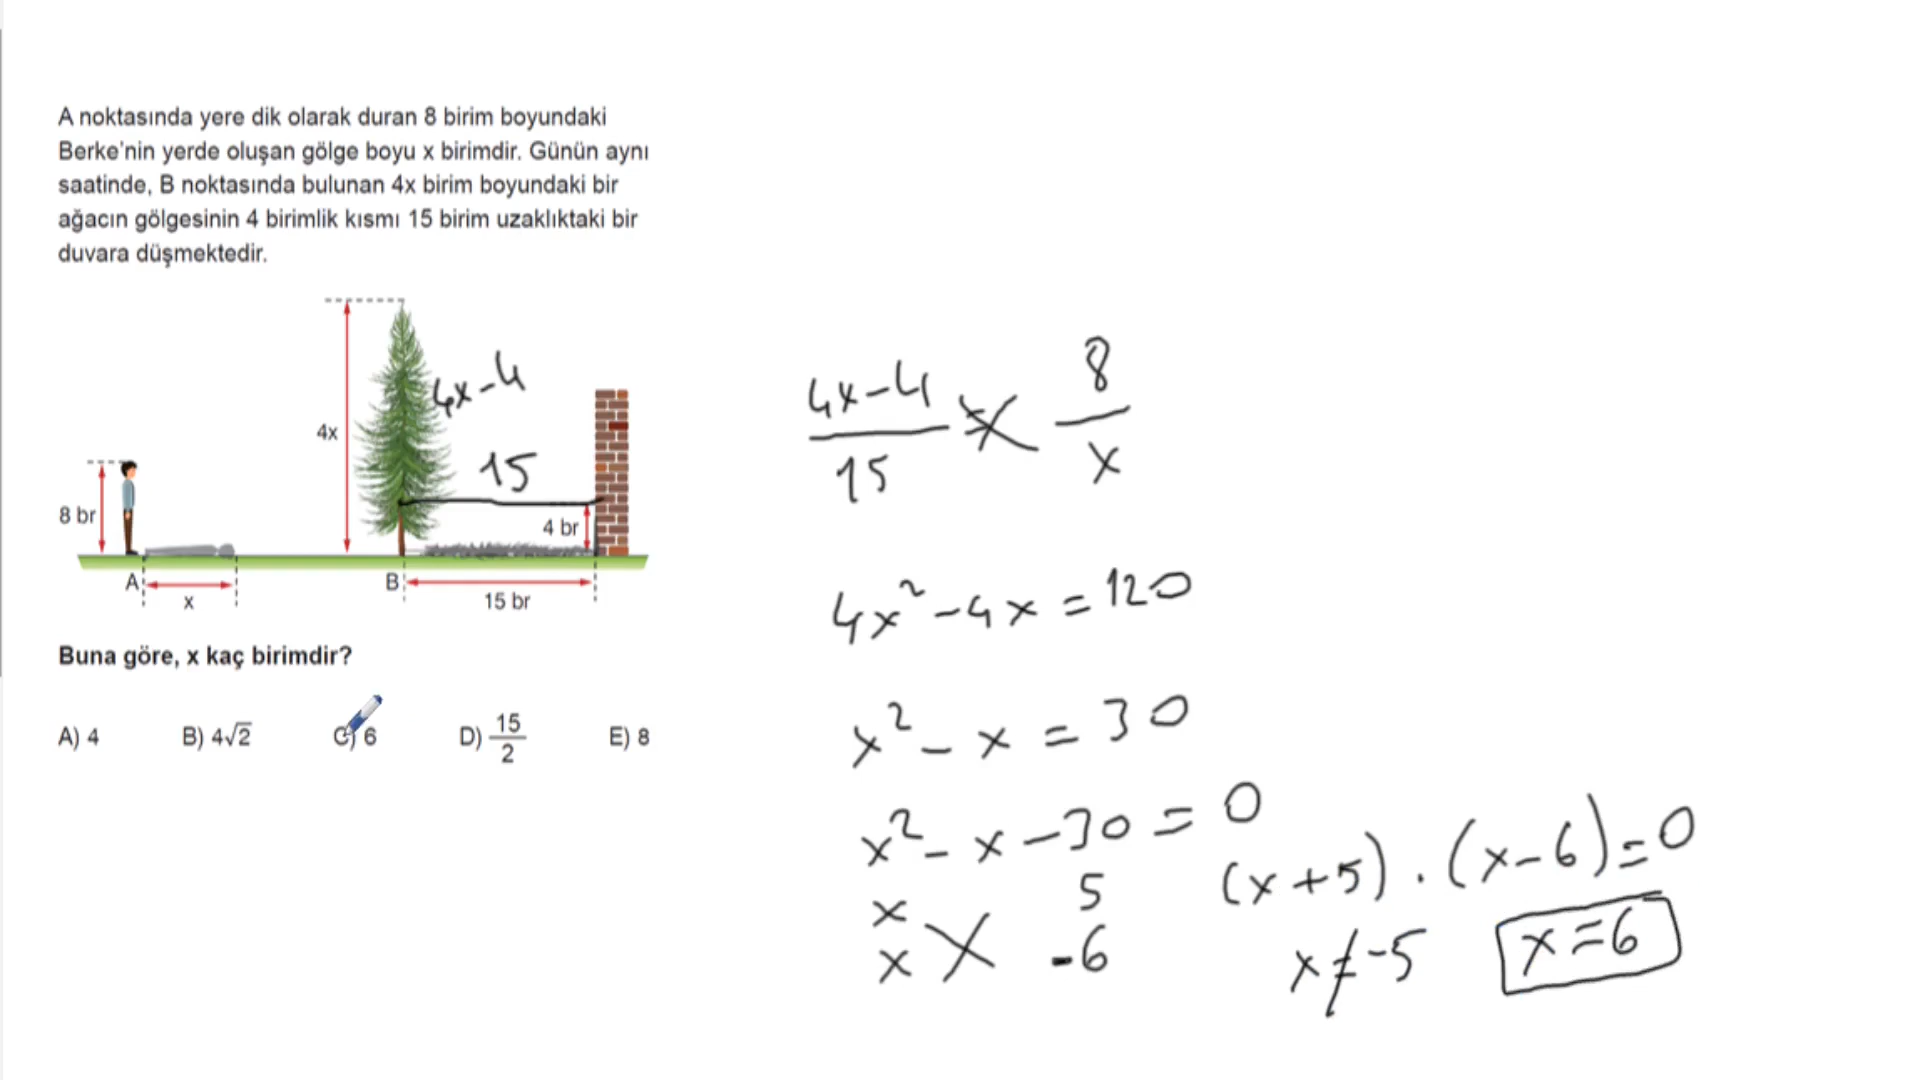 A noktasında yere dik olarak duran 8 birim boyundaki
Berke'nin yerde oluşan gölge boyu x birimdir. Günün aynı
saatinde, B noktasında bulunan 4x birim boyundaki bir
ağacın gölgesinin 4 birimlik kısmı 15 birim uzaklıktaki bir
duvara düşmektedir.
4x
4x-4
15
8 br
4 br
A
x
B
15 br
Buna göre, x kaç birimdir?
A) 4 B) 4√2 C) 6 D) 15/2 E) 8
(4x-4)/15 = 8/x
4x² - 4x = 120
x² - x = 30
x² - x - 30 = 0
x 5
x -6
(x+5).(x-6)=0
x≠-5 x=6